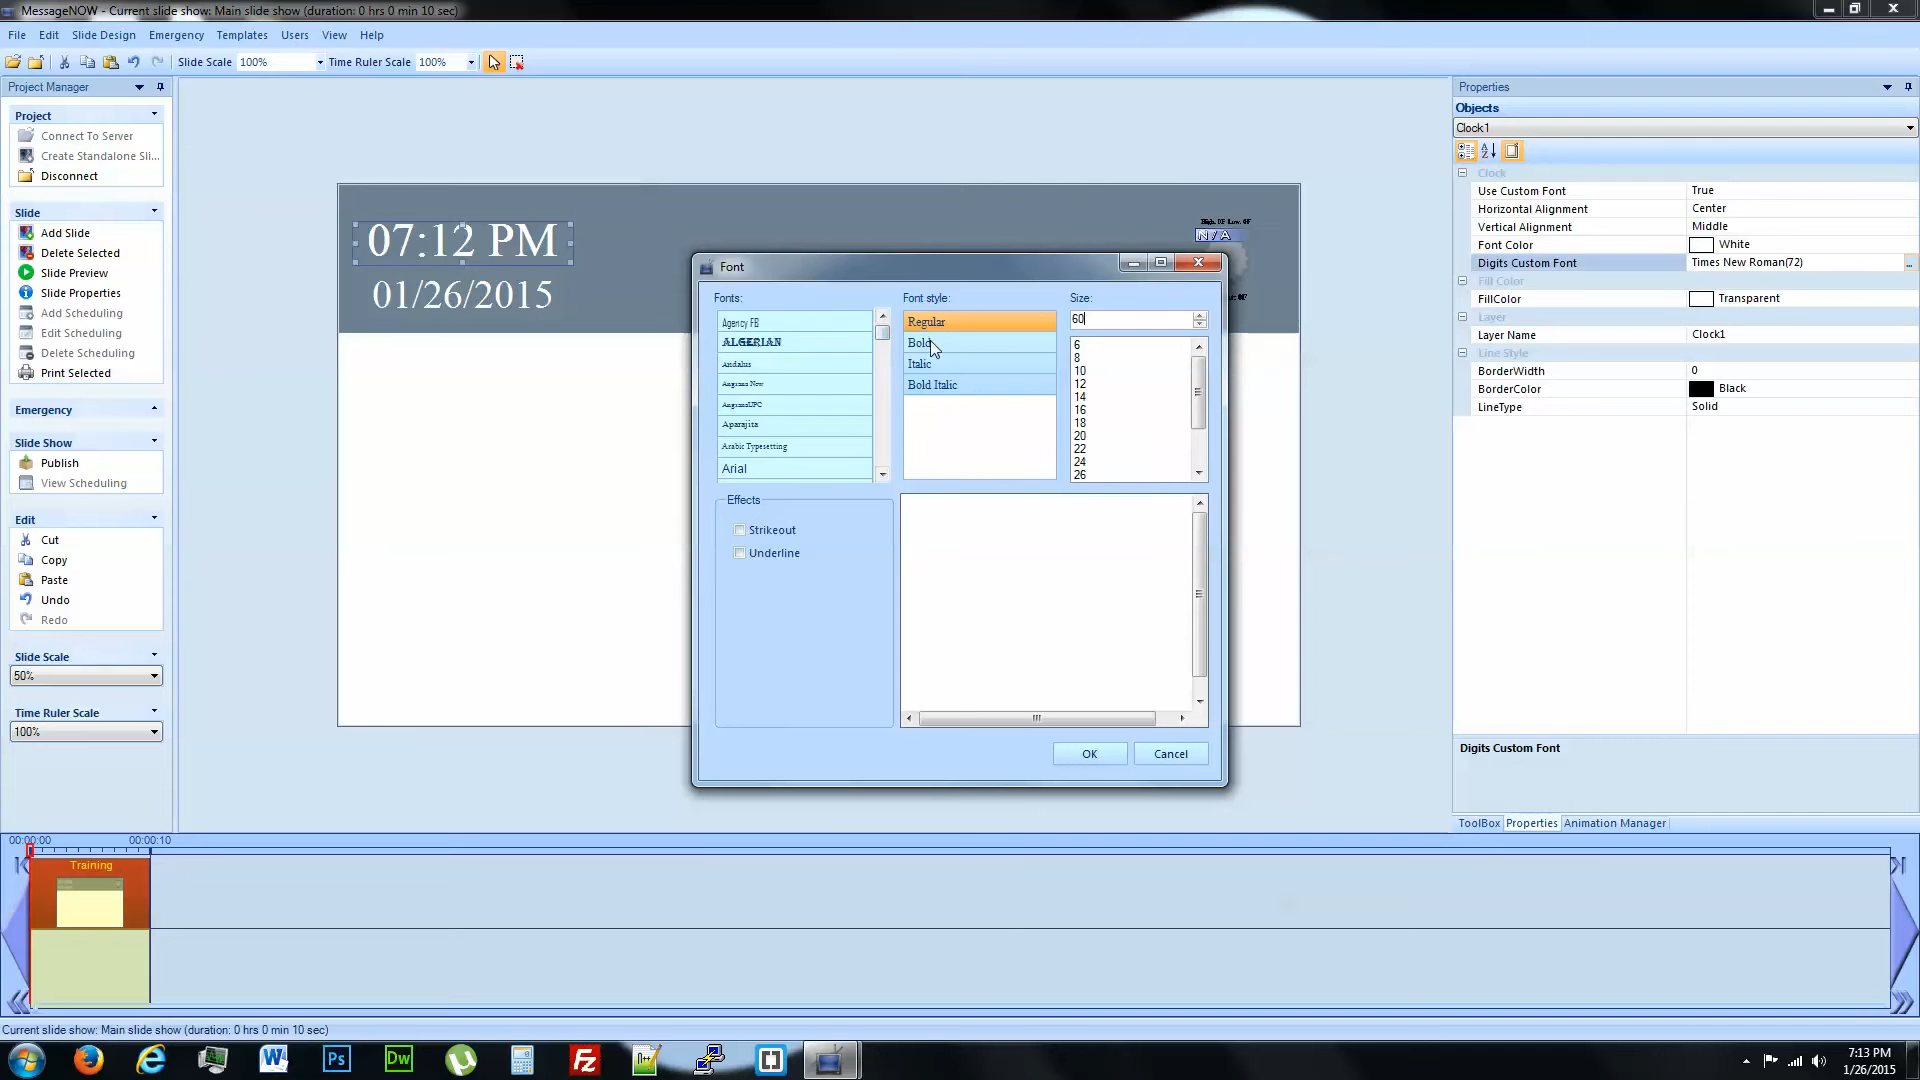 MessageNOW - Current slide show: Main slide show (duration: 0 hrs 0 min 10 sec)
File Edit Slide Design Emergency Templates Users View Help
Slide Scale 100% Time Ruler Scale 100%
Project Manager
Project
Connect To Server
Create Standalone Sli...
Disconnect
Slide
Add Slide
Delete Selected
Slide Preview
Slide Properties
Add Scheduling
Edit Scheduling
Delete Scheduling
Print Selected
Emergency
Slide Show
Publish
View Scheduling
Edit
Cut
Copy
Paste
Undo
Redo
Slide Scale
50%
Time Ruler Scale
100%
07:12 PM
01/26/2015
N/A
Font
Fonts:
Agency FB
ALGERIAN
Andalus
Angsana New
AngsanaUPC
Aparajita
Arabic Typesetting
Arial
Font style:
Regular
Bold
Italic
Bold Italic
Size:
60
6
8
10
12
14
16
18
20
22
24
26
Effects
Strikeout
Underline
OK Cancel
Properties
Objects
Clock1
Clock
Use Custom Font True
Horizontal Alignment Center
Vertical Alignment Middle
Font Color White
Digits Custom Font Times New Roman(72) ...
Fill Color
FillColor Transparent
Layer
Layer Name Clock1
Line Style
BorderWidth 0
BorderColor Black
LineType Solid
Digits Custom Font
ToolBox Properties Animation Manager
00:00:00 00:00:10
Training
Current slide show: Main slide show (duration: 0 hrs 0 min 10 sec)
7:13 PM
1/26/2015